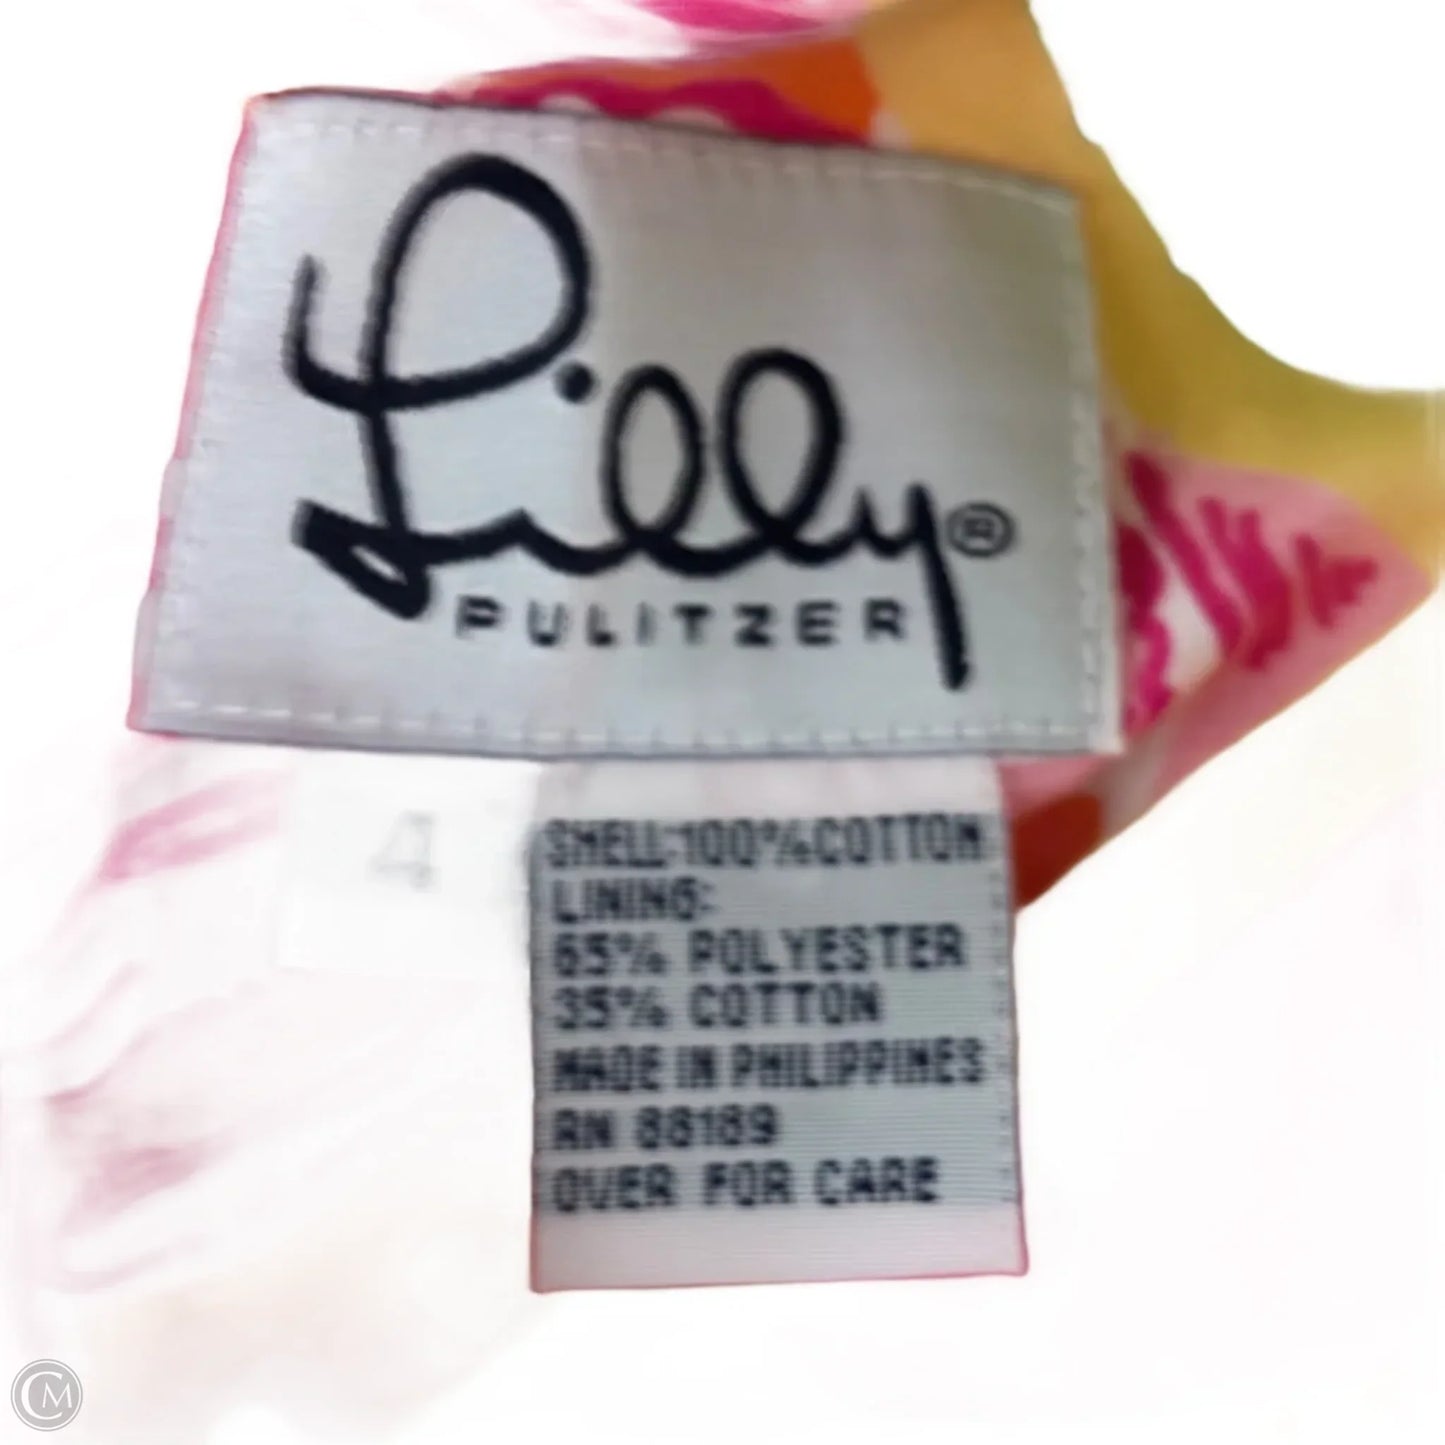 Lilly®
PULITZER
4
SHELL:100%COTTON
LINING:
65% POLYESTER
35% COTTON
MADE IN PHILIPPINES
RN 88189
OVER FOR CARE
CM